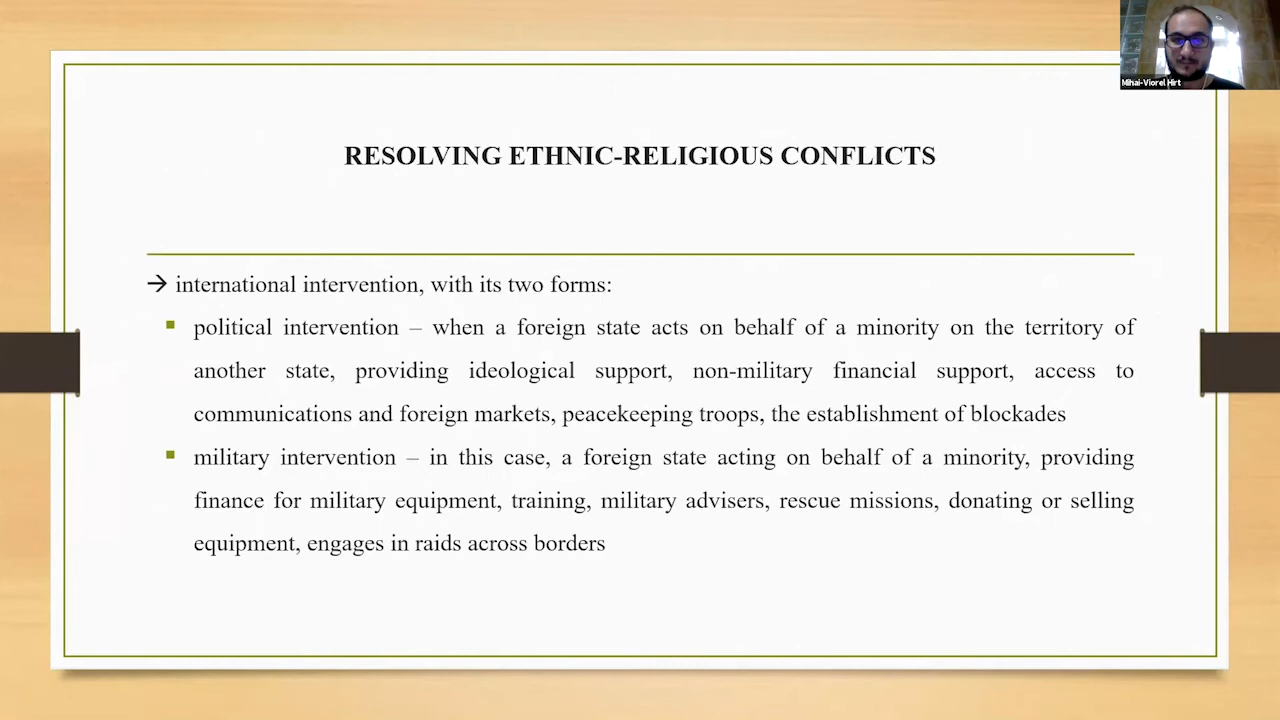 Mihai-Viorel Hirt
RESOLVING ETHNIC-RELIGIOUS CONFLICTS
→ international intervention, with its two forms:
▪ political intervention – when a foreign state acts on behalf of a minority on the territory of
another state, providing ideological support, non-military financial support, access to
communications and foreign markets, peacekeeping troops, the establishment of blockades
▪ military intervention – in this case, a foreign state acting on behalf of a minority, providing
finance for military equipment, training, military advisers, rescue missions, donating or selling
equipment, engages in raids across borders